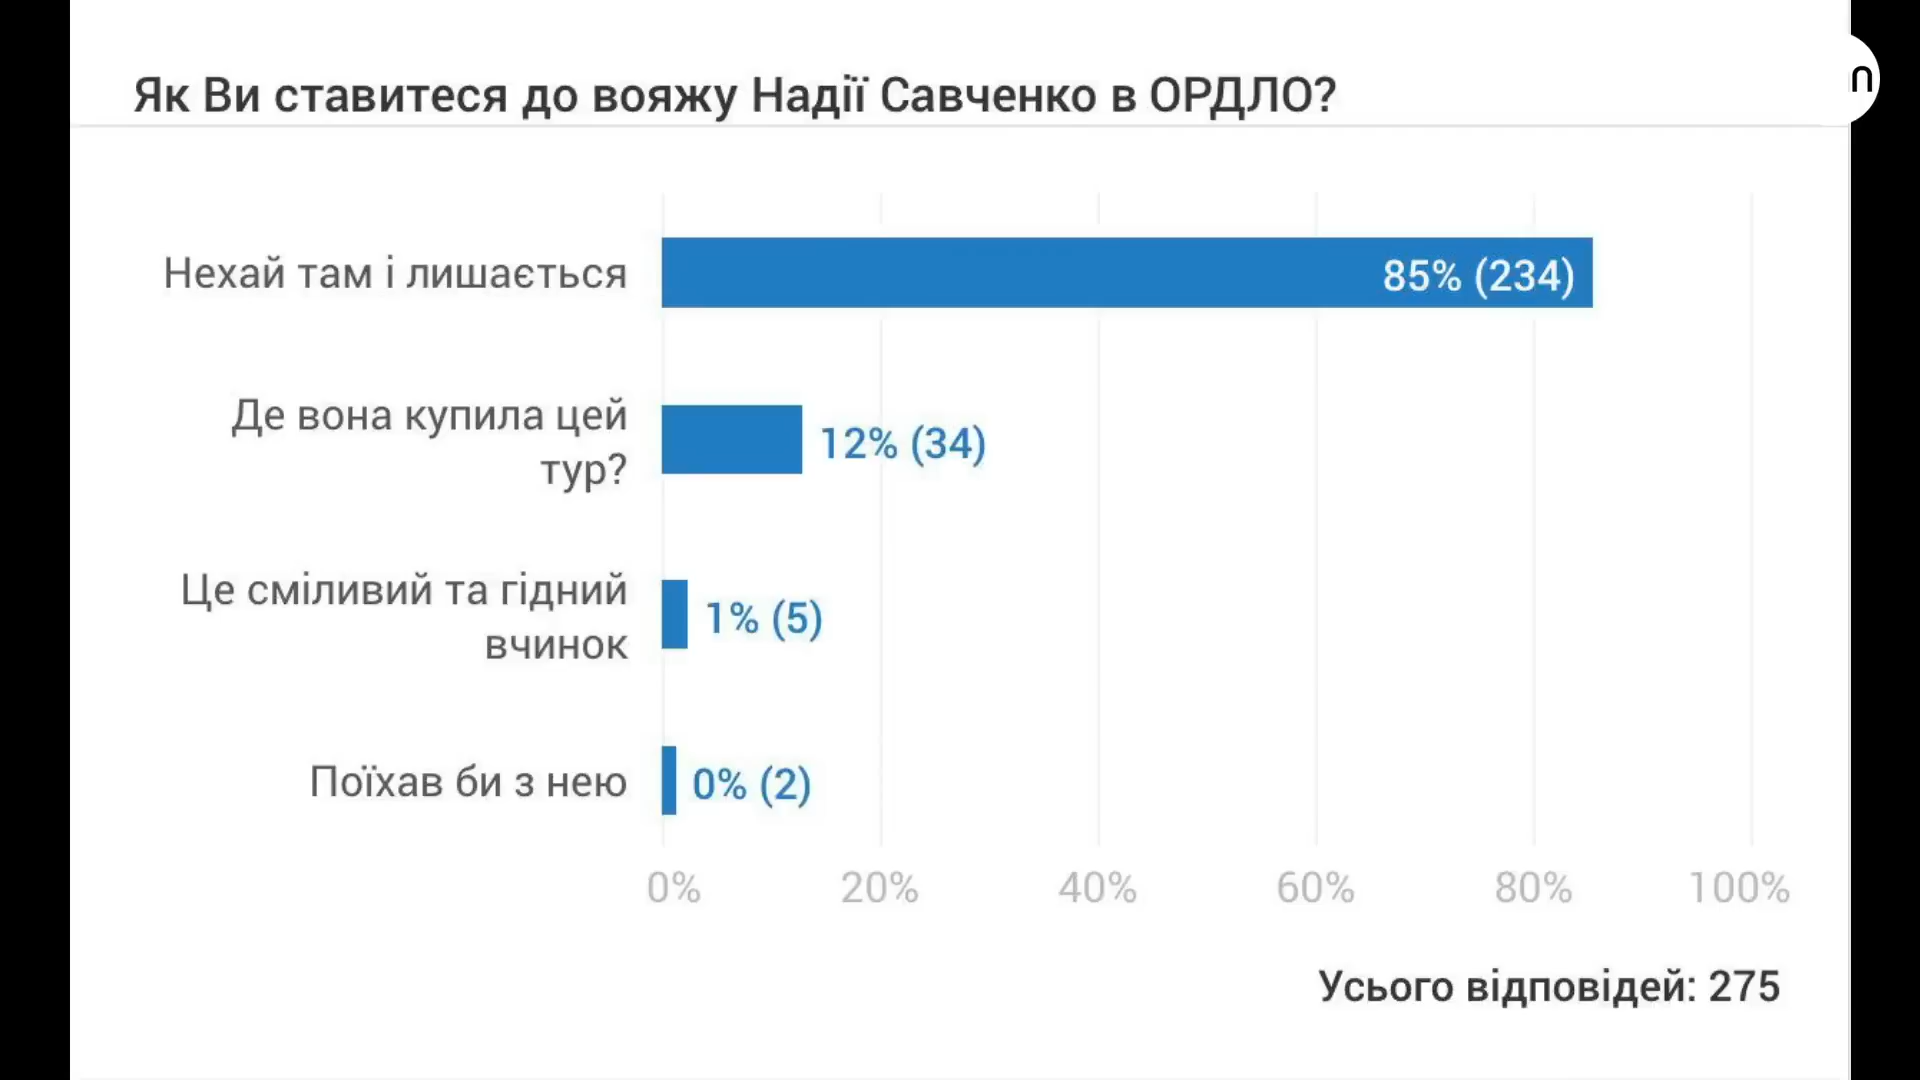 Як Ви ставитеся до вояжу Надії Савченко в ОРДЛО?
n
Нехай там і лишається
85% (234)
Де вона купила цей
тур?
12% (34)
Це сміливий та гідний
вчинок
1% (5)
Поїхав би з нею
0% (2)
0% 20% 40% 60% 80% 100%
Усього відповідей: 275